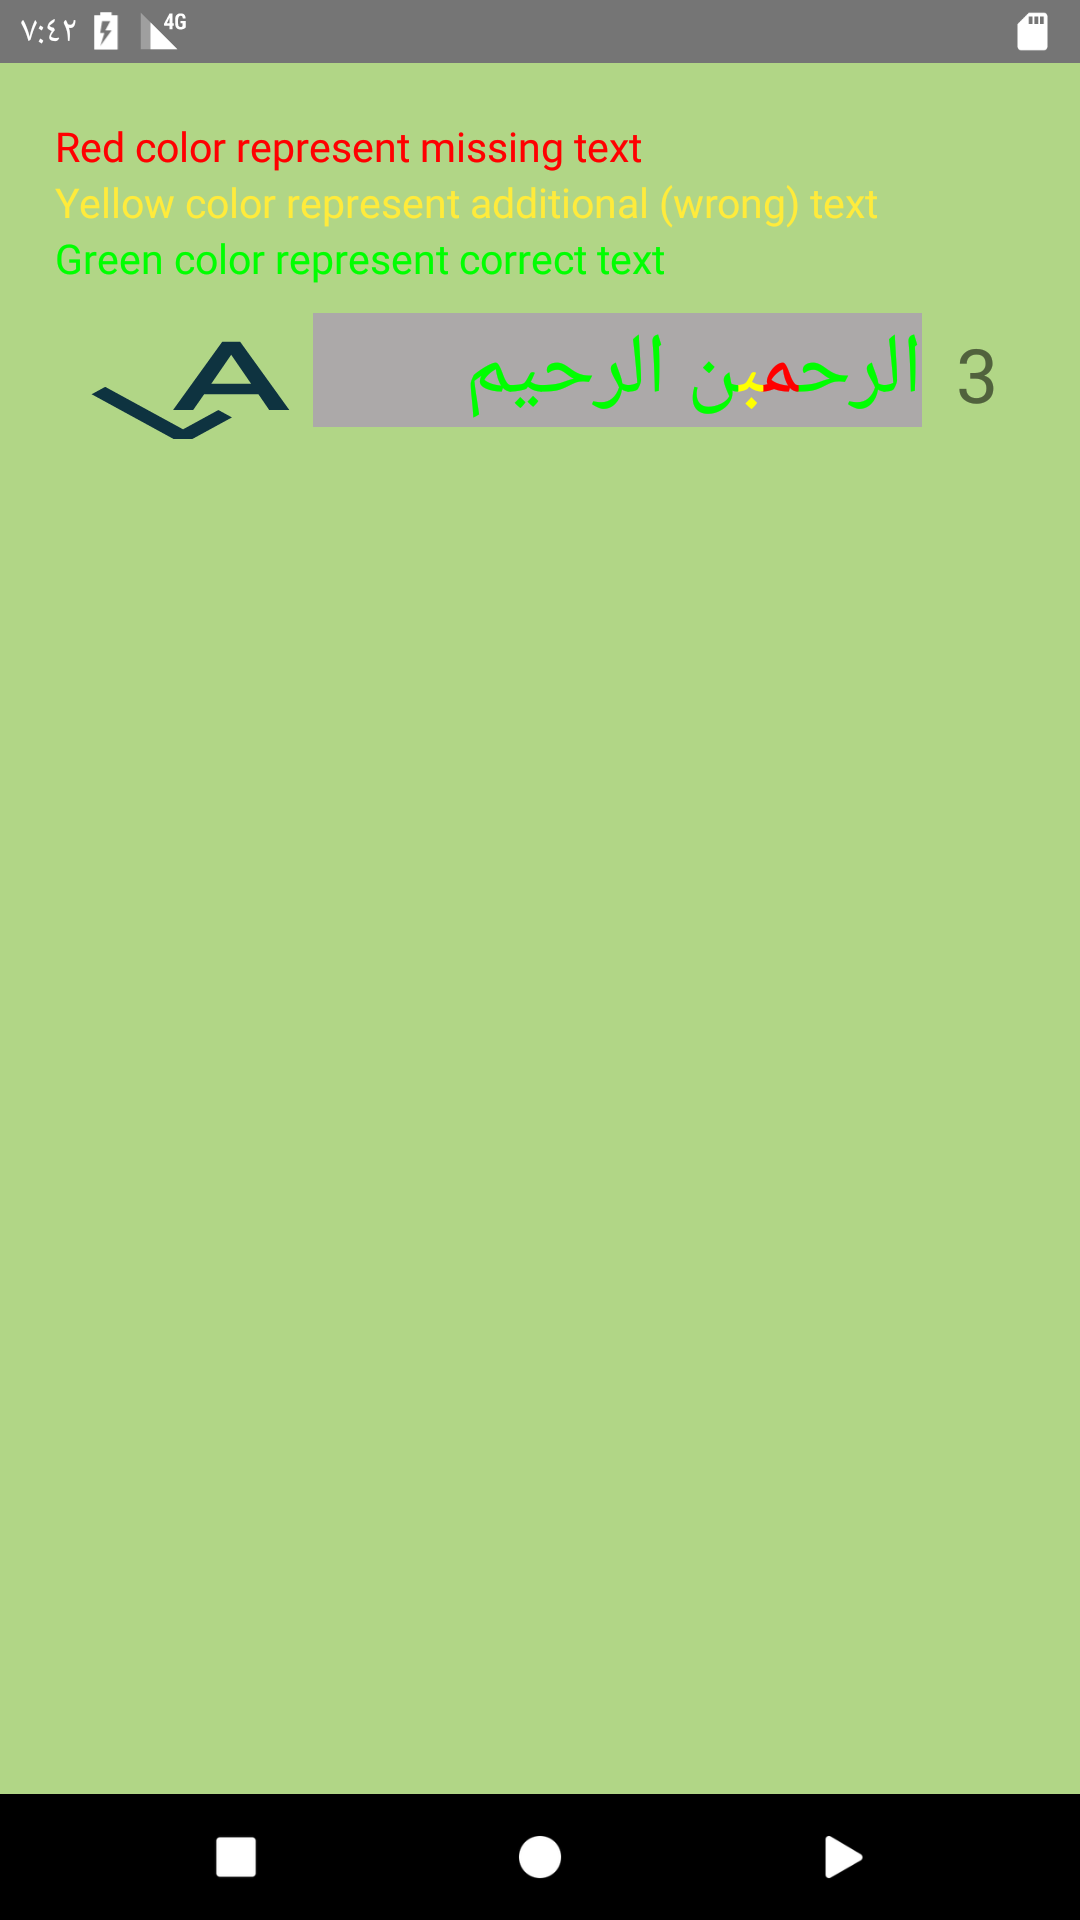 ٧:٤٢ 4G
Red color represent missing text
Yellow color represent additional (wrong) text
Green color represent correct text
3 الرحمبن الرحيم